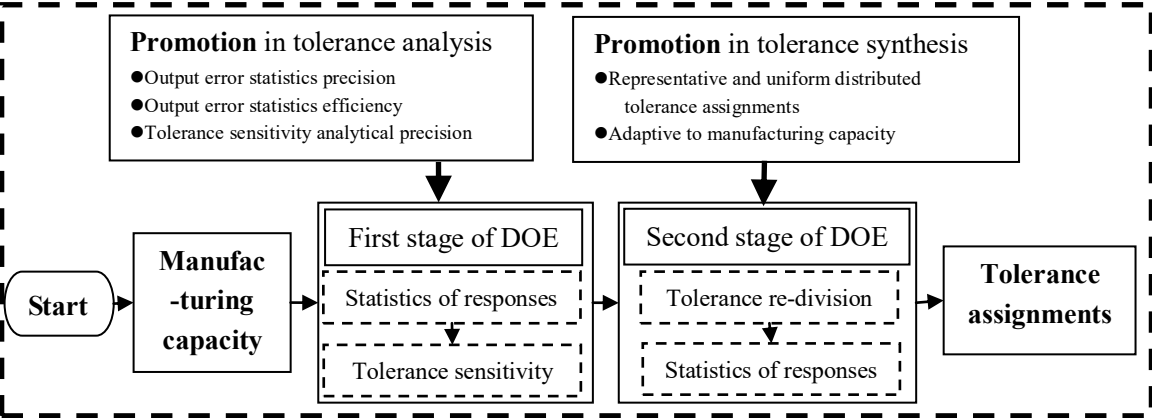 Promotion in tolerance analysis
●Output error statistics precision
●Output error statistics efficiency
●Tolerance sensitivity analytical precision
Promotion in tolerance synthesis
●Representative and uniform distributed
tolerance assignments
●Adaptive to manufacturing capacity
Start
Manufac
-turing
capacity
First stage of DOE
Statistics of responses
Tolerance sensitivity
Second stage of DOE
Tolerance re-division
Statistics of responses
Tolerance
assignments